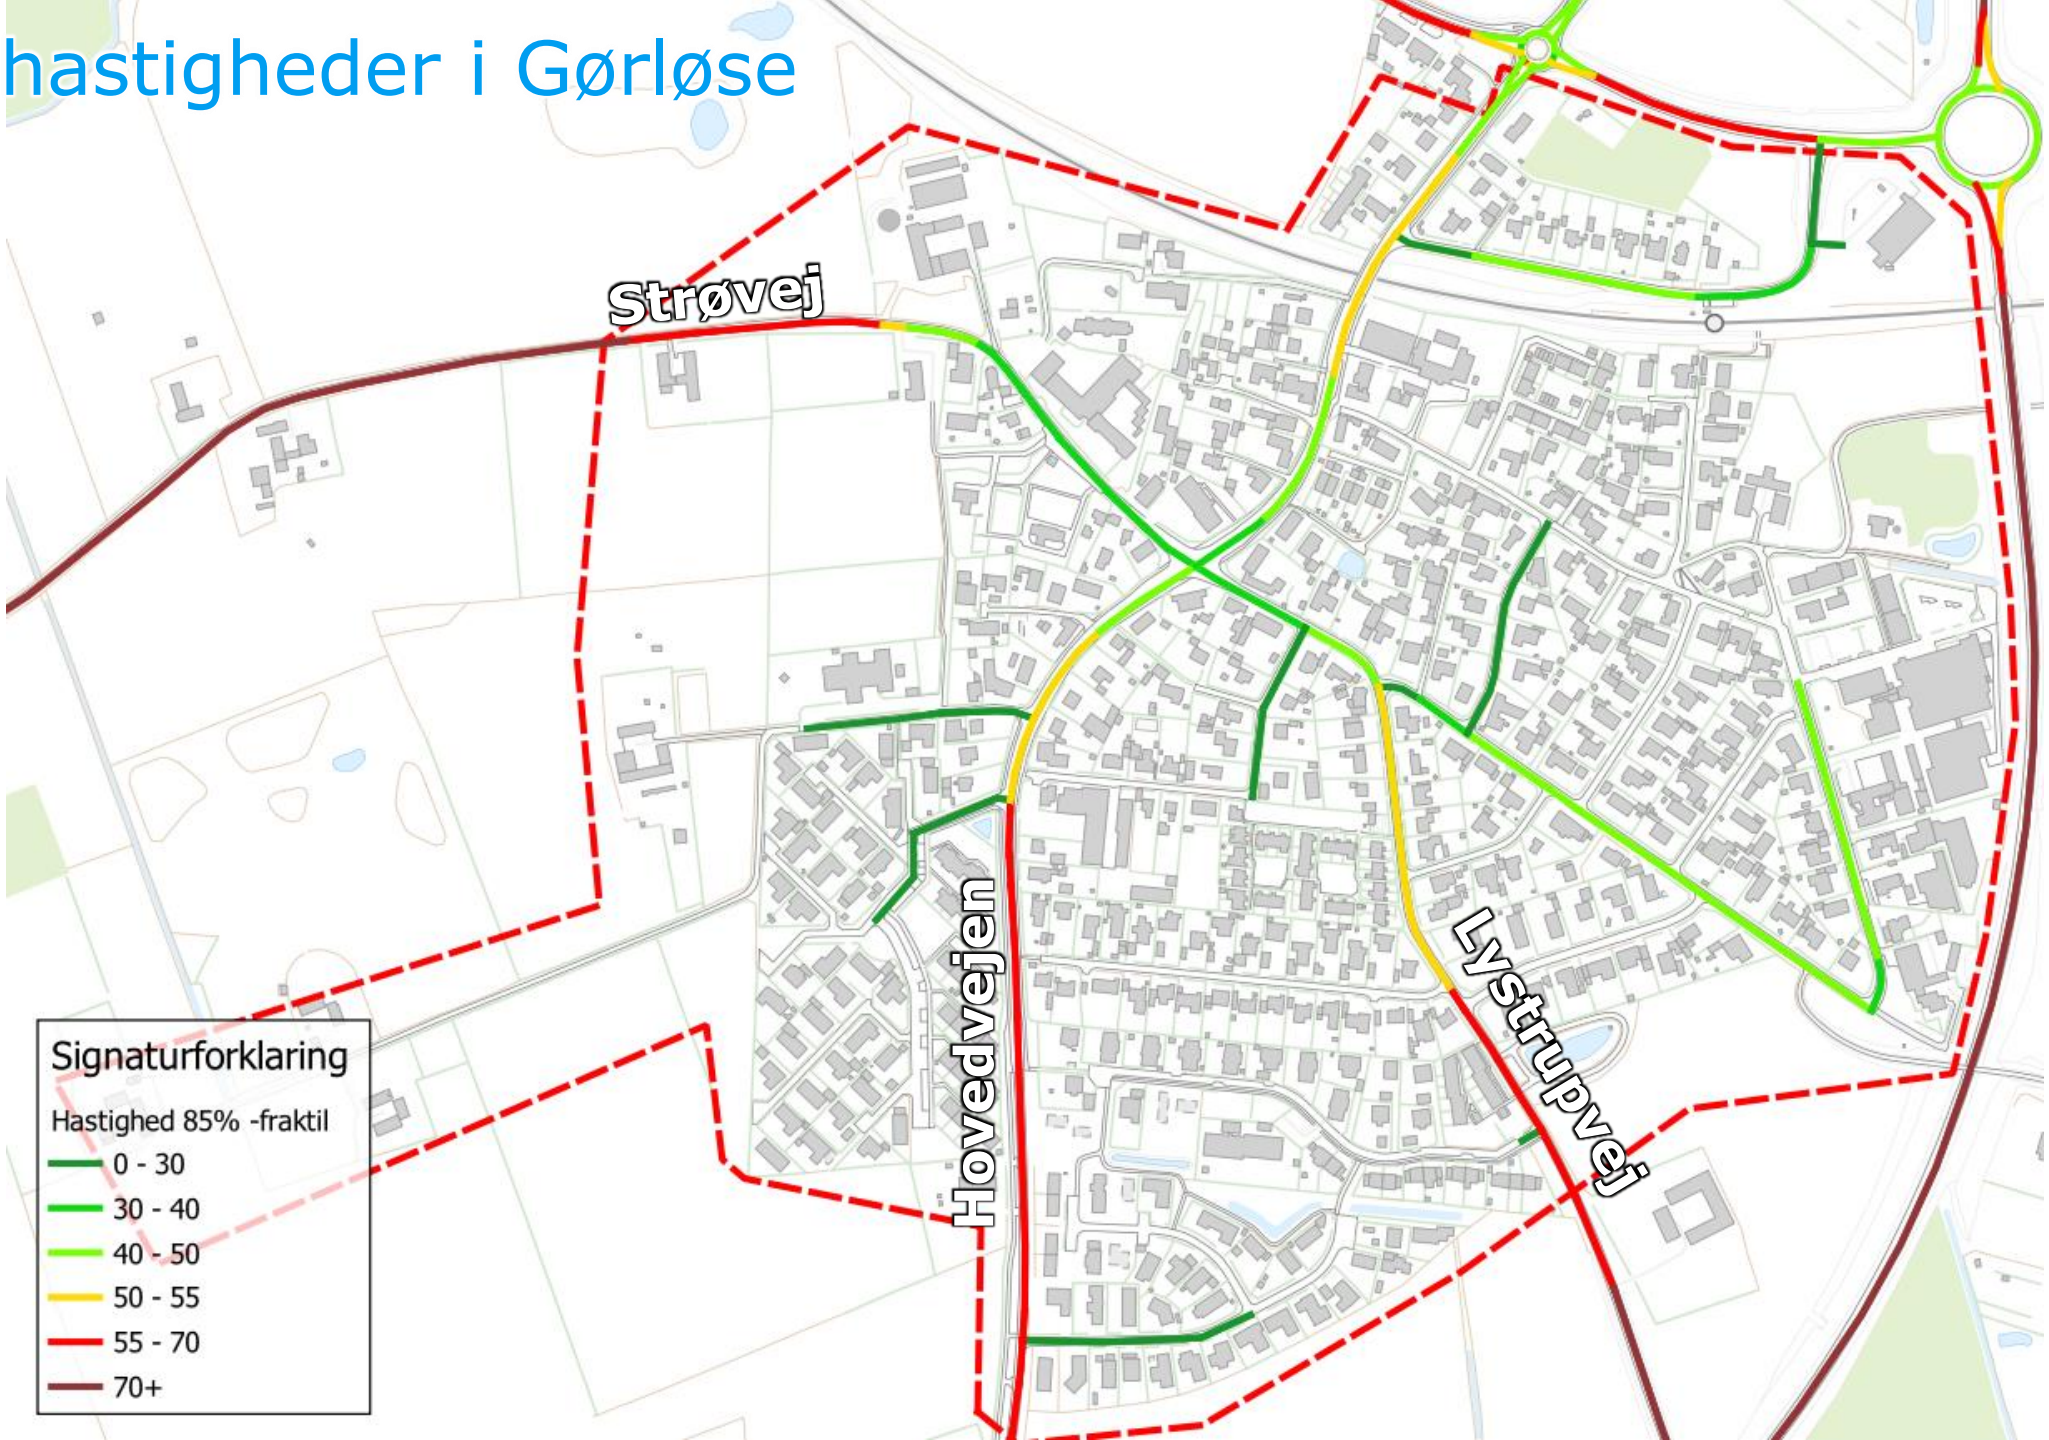 hastigheder i Gørløse
Strøvej
Hovedvejen
Lystrupvej
Signaturforklaring
Hastighed 85% -fraktil
0 - 30
30 - 40
40 - 50
50 - 55
55 - 70
70+